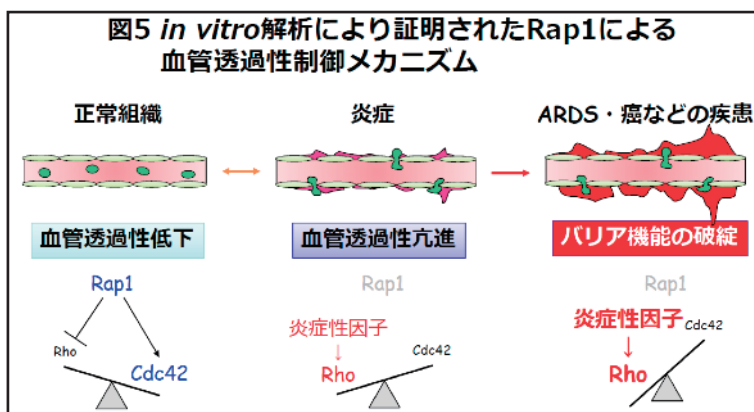 図5 in vitro解析により証明されたRap1による
血管透過性制御メカニズム
正常組織
炎症
ARDS・癌などの疾患
血管透過性低下
血管透過性亢進
バリア機能の破綻
Rap1
Rap1
Rap1
Rho
Cdc42
炎症性因子
Rho
Cdc42
炎症性因子
Cdc42
Rho